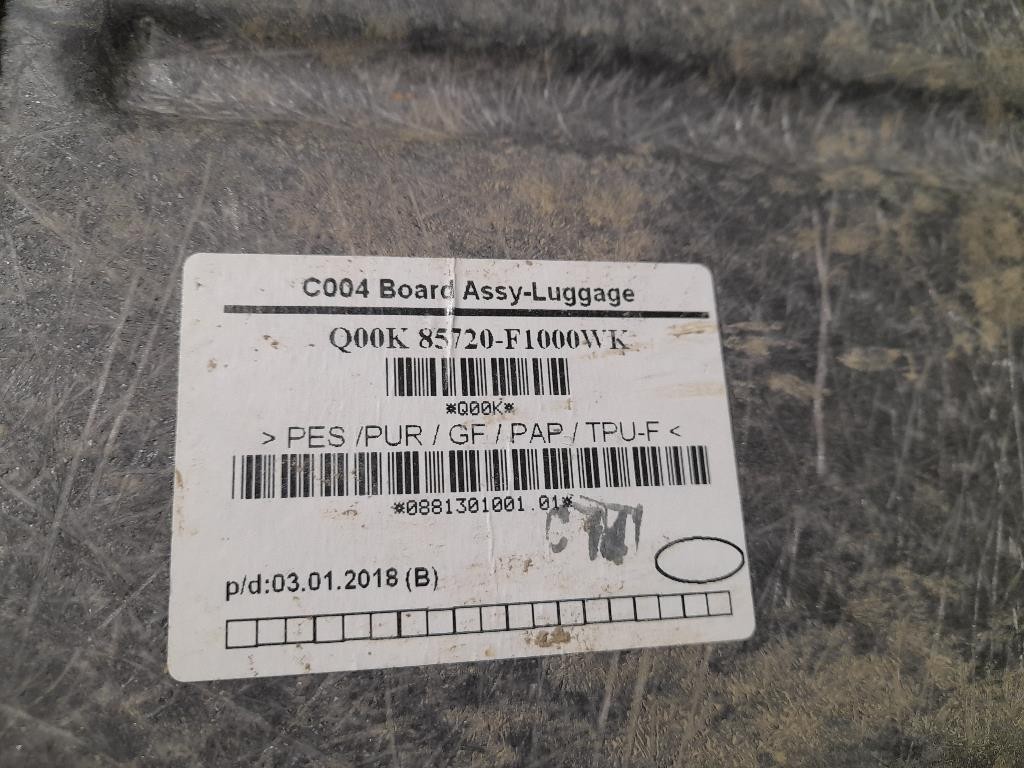 C004 Board Assy-Luggage
Q00K 85720-F1000WK
*Q00K*
> PES /PUR / GF / PAP / TPU-F <
*0881301001.01*
p/d:03.01.2018 (B)